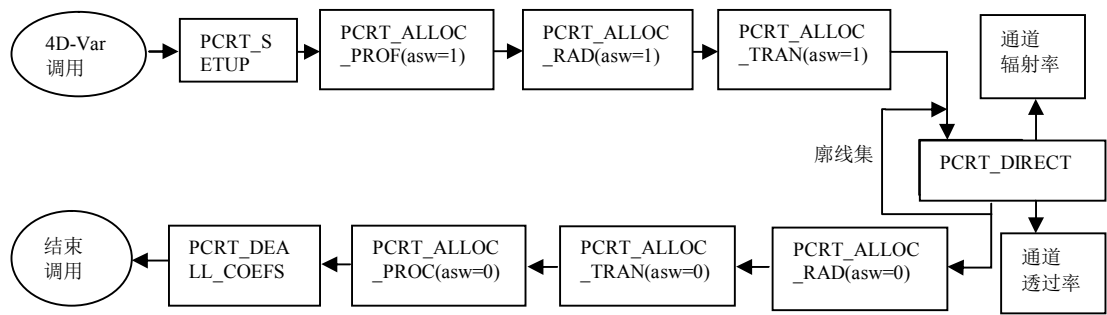 4D-Var
调用
PCRT_S
ETUP
PCRT_ALLOC
_PROF(asw=1)
PCRT_ALLOC
_RAD(asw=1)
PCRT_ALLOC
_TRAN(asw=1)
通道
辐射率
廓线集
PCRT_DIRECT
结束
调用
PCRT_DEA
LL_COEFS
PCRT_ALLOC
_PROC(asw=0)
PCRT_ALLOC
_TRAN(asw=0)
PCRT_ALLOC
_RAD(asw=0)
通道
透过率